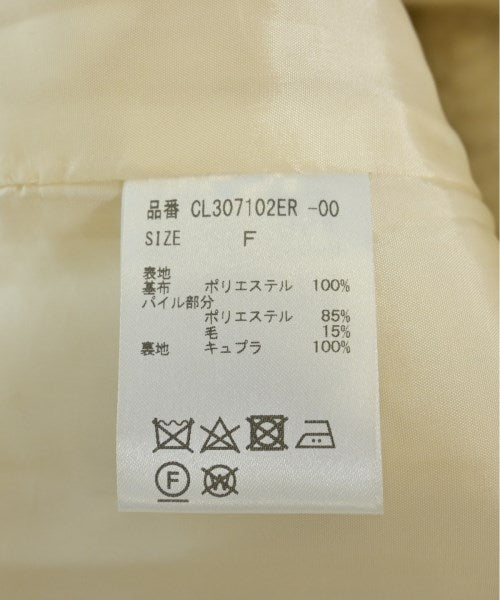 品番 CL307102ER -00
SIZE F
表地
基布 ポリエステル 100%
パイル部分
ポリエステル 85%
毛 15%
裏地 キュプラ 100%
F W